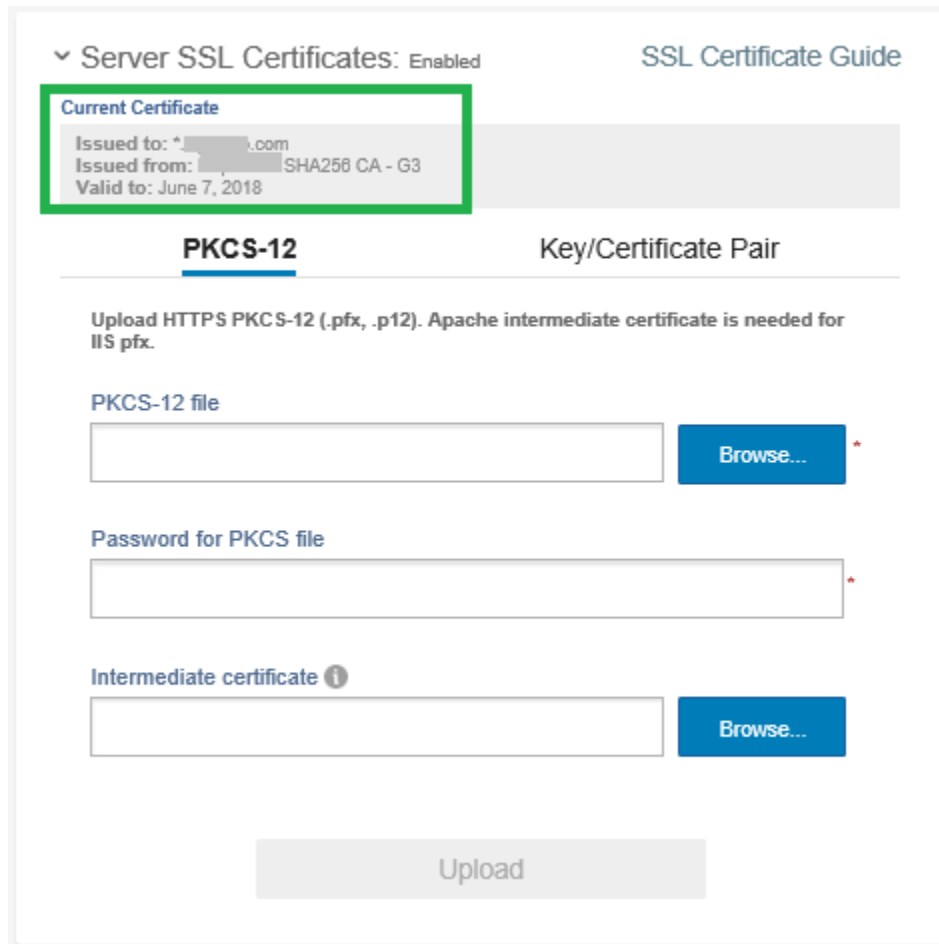 Server SSL Certificates: Enabled
SSL Certificate Guide
Current Certificate
Issued to: *. .com
Issued from: SHA256 CA - G3
Valid to: June 7, 2018
PKCS-12
Key/Certificate Pair
Upload HTTPS PKCS-12 (.pfx, .p12). Apache intermediate certificate is needed for
IIS pfx.
PKCS-12 file
Browse... *
Password for PKCS file
*
Intermediate certificate
Browse...
Upload